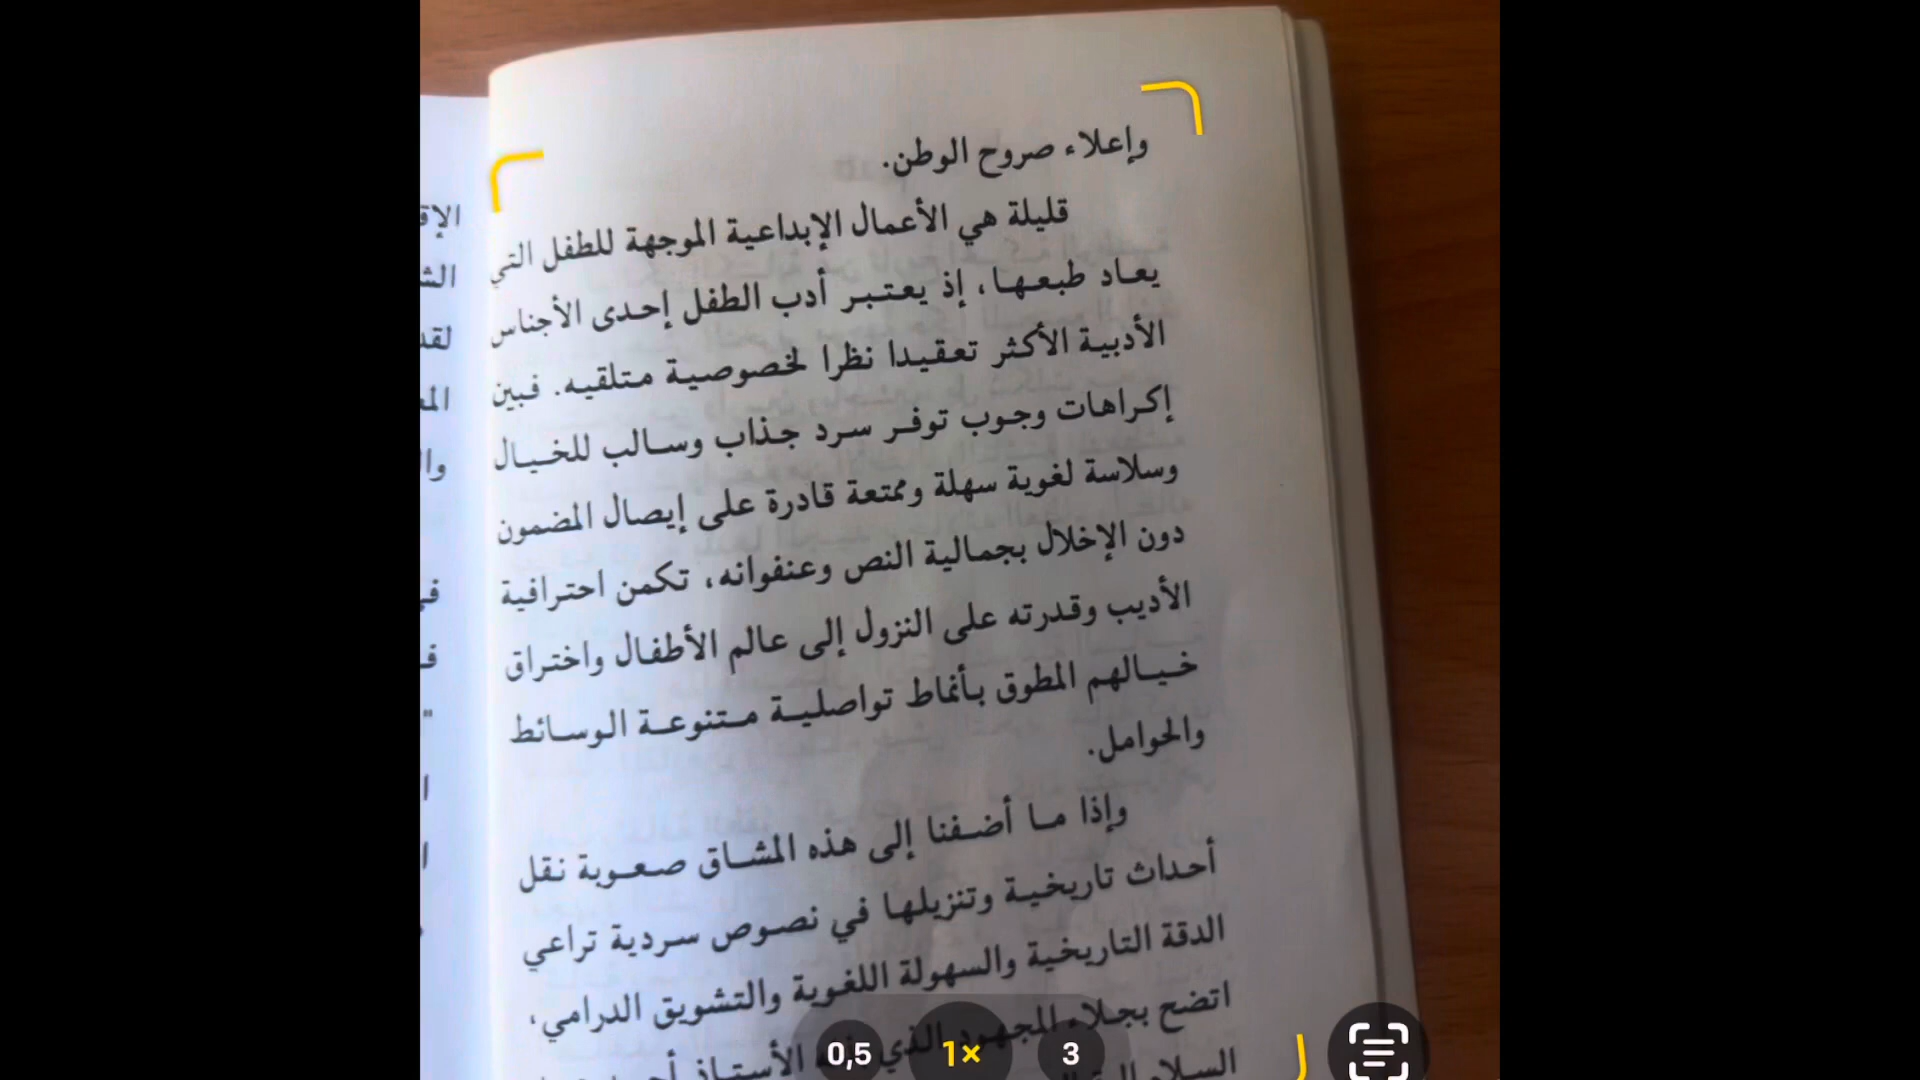 وإعلاء صروح الوطن.
قليلة هي الأعمال الإبداعية الموجهة للطفل التي
يعاد طبعها، إذ يعتبر أدب الطفل إحدى الأجناس
الأدبية الأكثر تعقيدا نظرا لخصوصية متلقيه. فبين
إكراهات وجوب توفر سرد جذاب وسالب للخيال
وسلاسة لغوية سهلة وممتعة قادرة على إيصال المضمون
دون الإخلال بجمالية النص وعنفوانه، تكمن احترافية
الأديب وقدرته على النزول إلى عالم الأطفال واختراق
خيالهم المطوق بأنماط تواصلية متنوعة الوسائط
والحوامل.
وإذا ما أضفنا إلى هذه المشاق صعوبة نقل
أحداث تاريخية وتنزيلها في نصوص سردية تراعي
الدقة التاريخية والسهولة اللغوية والتشويق الدرامي،
اتضح بجلاء المجهود الذي الأستاذ
0,5 1× 3